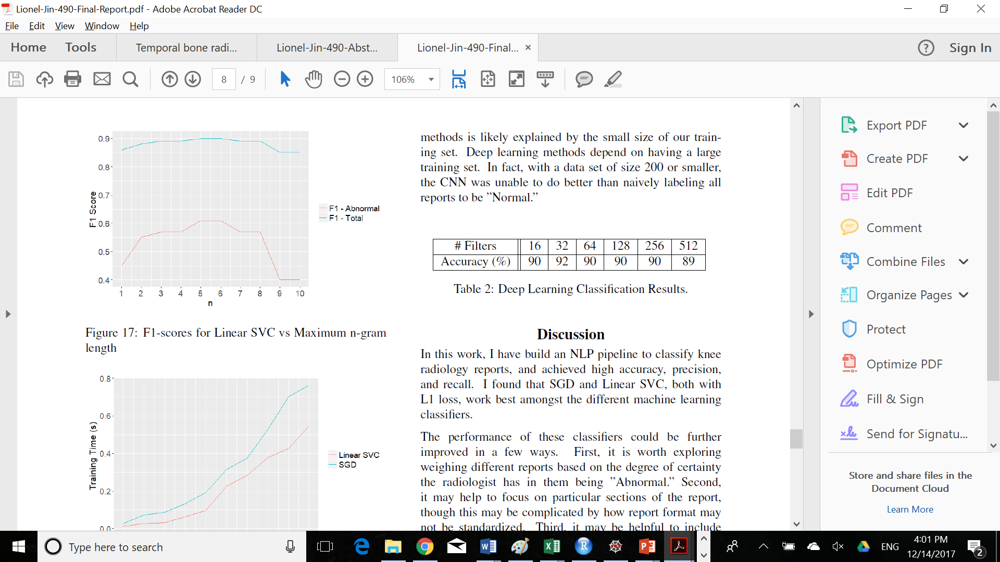 Lionel-Jin-490-Final-Report.pdf - Adobe Acrobat Reader DC
File Edit View Window Help
Home Tools Temporal bone radi... Lionel-Jin-490-Abst... Lionel-Jin-490-Final... × ? Sign In
8 / 9 106%
0.9
0.8
0.7
0.6
0.5
0.4
F1 Score
1 2 3 4 5 6 7 8 9 10
n
F1 - Abnormal
F1 - Total
Figure 17: F1-scores for Linear SVC vs Maximum n-gram
length
0.8
0.6
0.4
0.2
0.0
Training Time (s)
Linear SVC
SGD
methods is likely explained by the small size of our train-
ing set. Deep learning methods depend on having a large
training set. In fact, with a data set of size 200 or smaller,
the CNN was unable to do better than naively labeling all
reports to be ”Normal.”
# Filters 16 32 64 128 256 512
Accuracy (%) 90 92 90 90 90 89
Table 2: Deep Learning Classification Results.
Discussion
In this work, I have build an NLP pipeline to classify knee
radiology reports, and achieved high accuracy, precision,
and recall. I found that SGD and Linear SVC, both with
L1 loss, work best amongst the different machine learning
classifiers.
The performance of these classifiers could be further
improved in a few ways. First, it is worth exploring
weighing different reports based on the degree of certainty
the radiologist has in them being ”Abnormal.” Second,
it may help to focus on particular sections of the report,
though this may be complicated by how report format may
not be standardized. Third, it may be helpful to include
Export PDF
Create PDF
Edit PDF
Comment
Combine Files
Organize Pages
Protect
Optimize PDF
Fill & Sign
Send for Signatu...
Store and share files in the
Document Cloud
Learn More
Type here to search
ENG
4:01 PM
12/14/2017
2